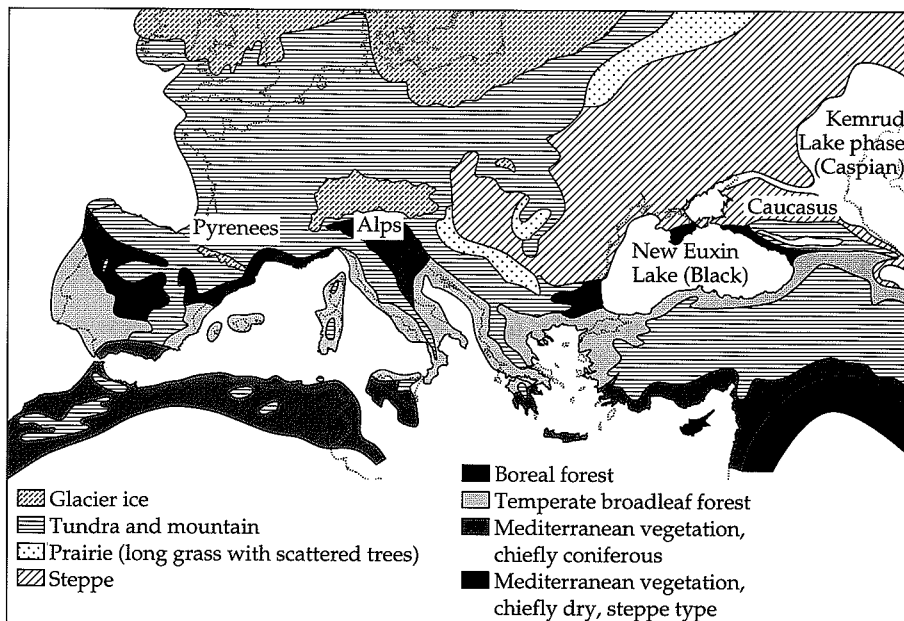 Kemrud
Lake phase
(Caspian)
Caucasus
Pyrenees
Alps
New Euxin
Lake (Black)
Glacier ice
Tundra and mountain
Prairie (long grass with scattered trees)
Steppe
Boreal forest
Temperate broadleaf forest
Mediterranean vegetation,
chiefly coniferous
Mediterranean vegetation,
chiefly dry, steppe type